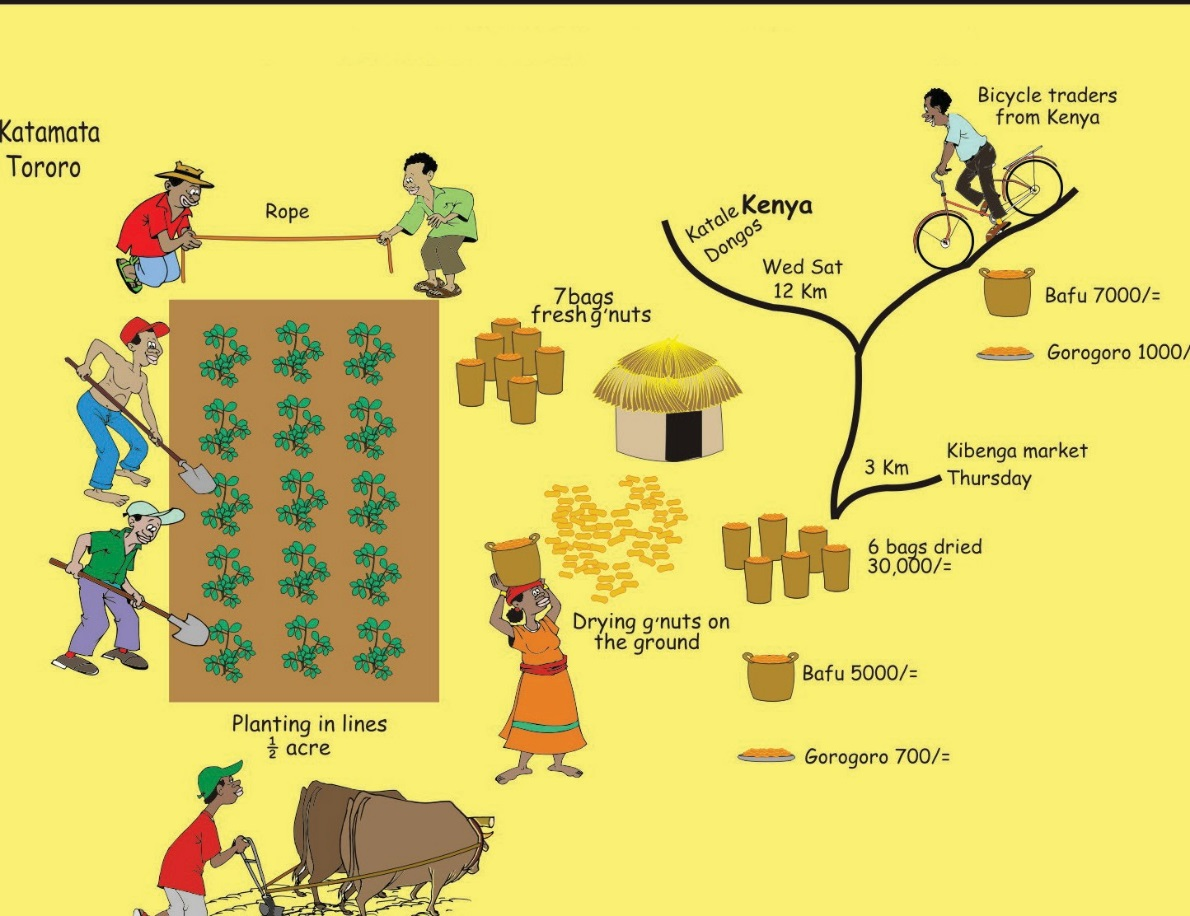 Katamata
Tororo
Rope
Bicycle traders
from Kenya
Katale
Dongos
Kenya
Wed Sat
12 Km
Bafu 7000/=
Gorogoro 1000/
7bags
fresh g'nuts
3 Km
Kibenga market
Thursday
6 bags dried
30,000/=
Drying g'nuts on
the ground
Bafu 5000/=
Gorogoro 700/=
Planting in lines
½ acre